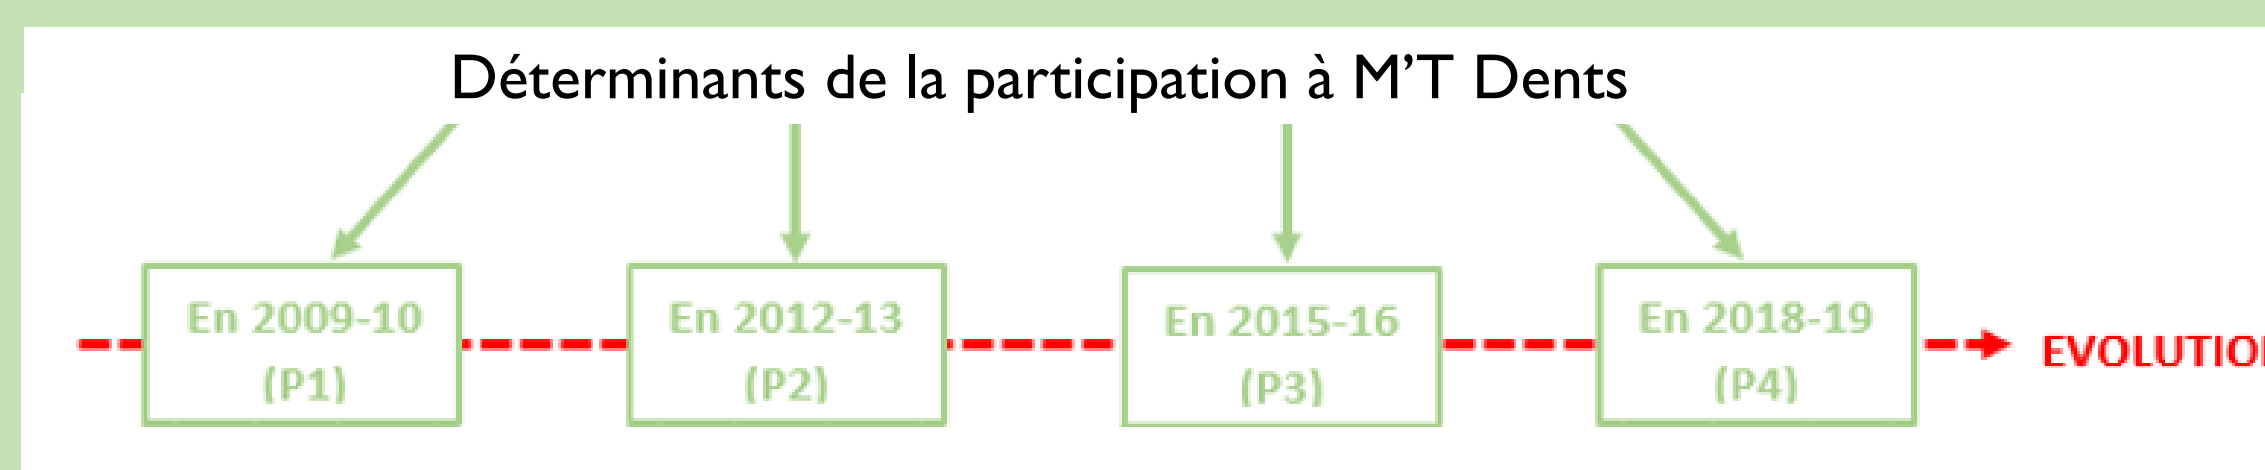 Déterminants de la participation à M’T Dents
En 2009-10
(P1)
En 2012-13
(P2)
En 2015-16
(P3)
En 2018-19
(P4)
EVOLUTIO